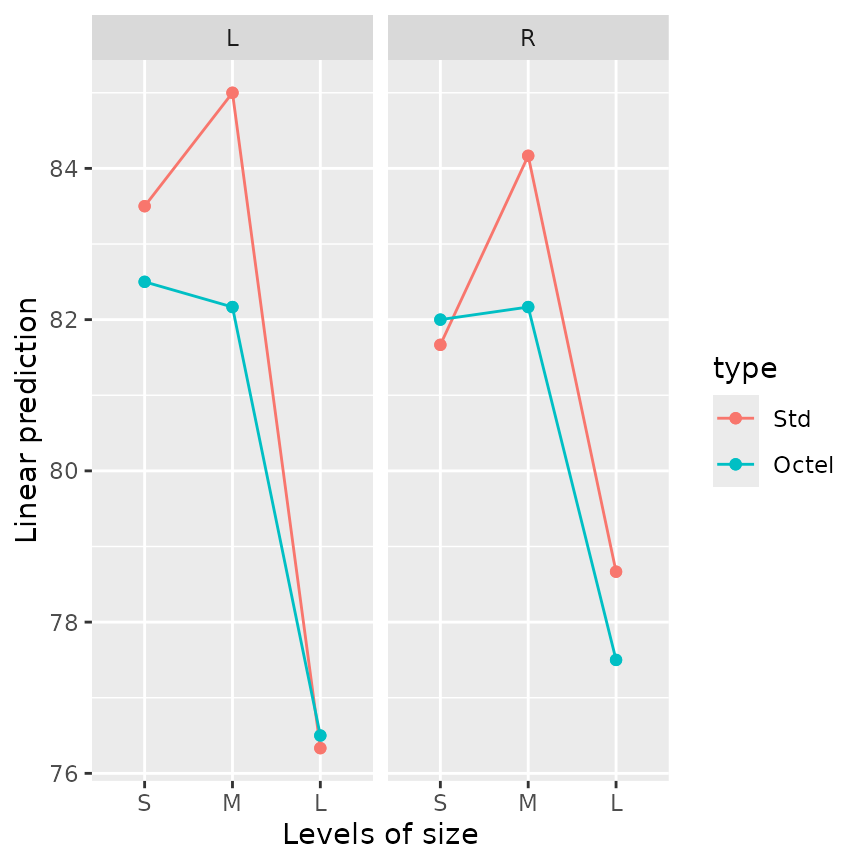 L R
84
82
80
78
76
S M L S M L
Levels of size
Linear prediction
type
Std
Octel